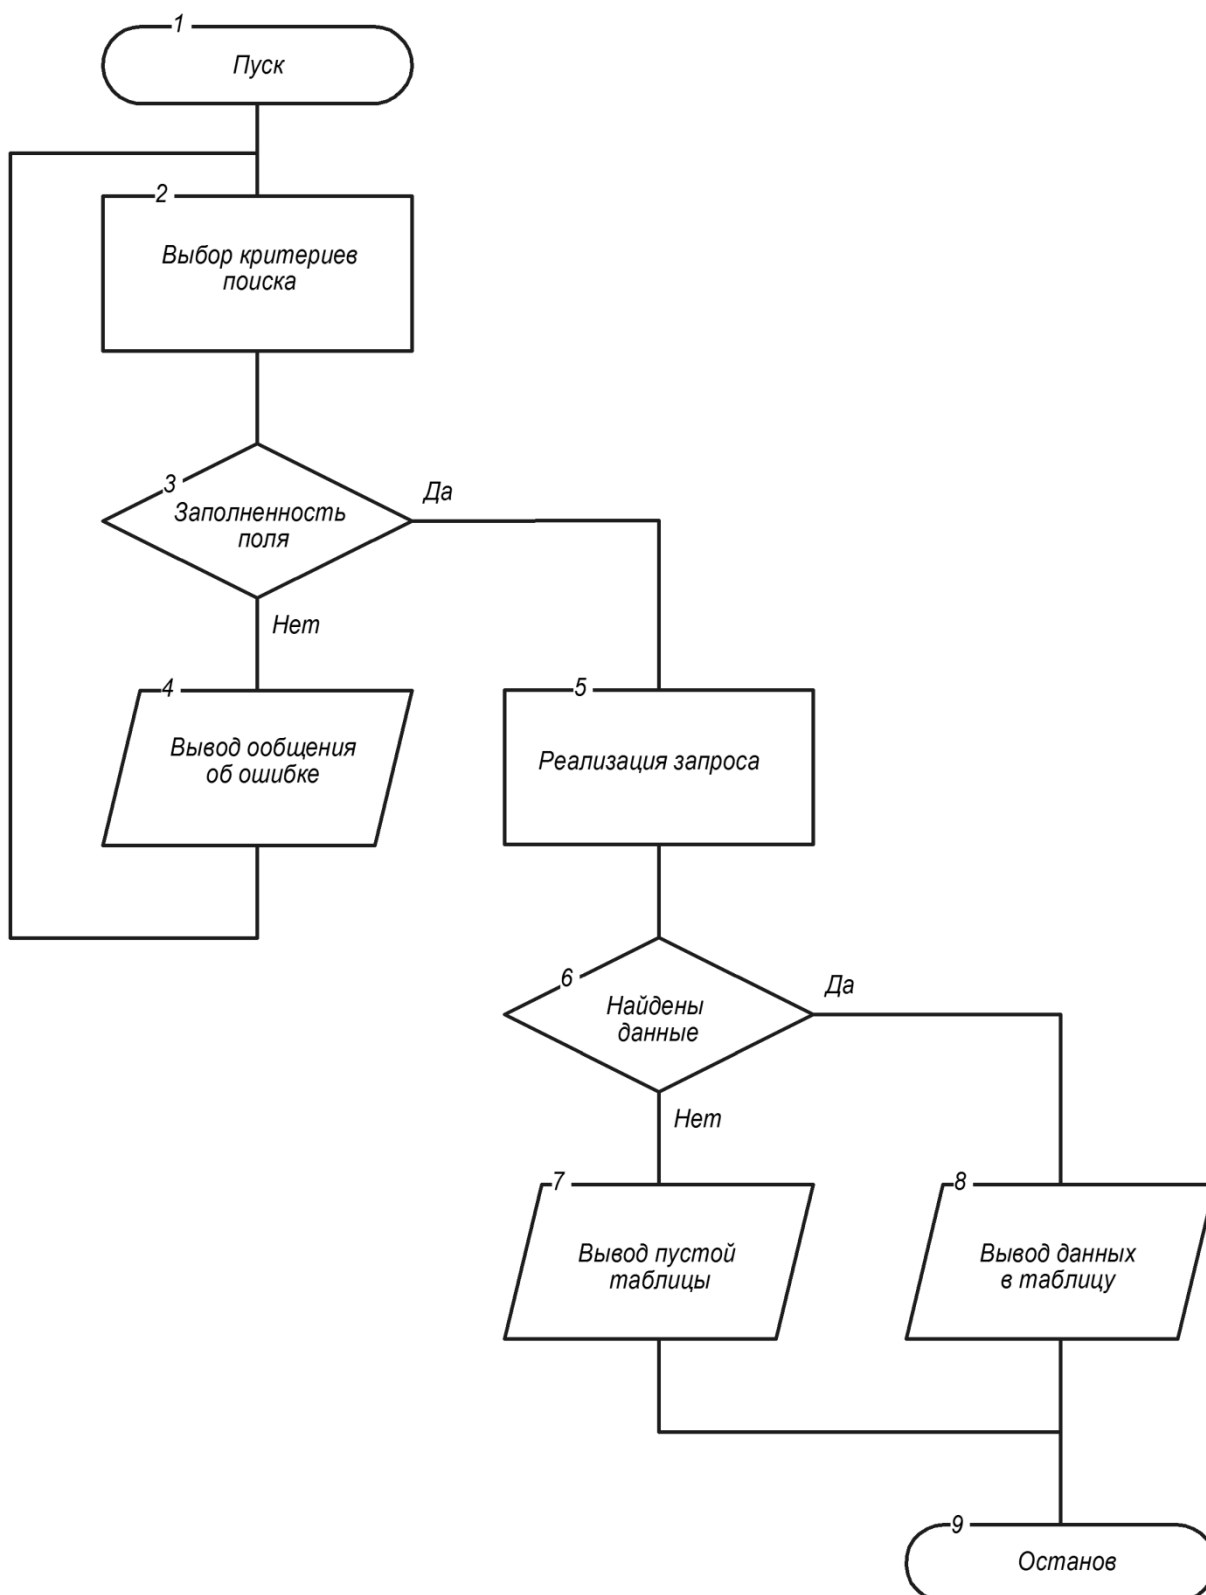 1
Пуск
2
Выбор критериев
поиска
3
Заполненность
поля
Да
Нет
4
Вывод ообщения
об ошибке
5
Реализация запроса
6
Найдены
данные
Да
Нет
7
Вывод пустой
таблицы
8
Вывод данных
в таблицу
9
Останов